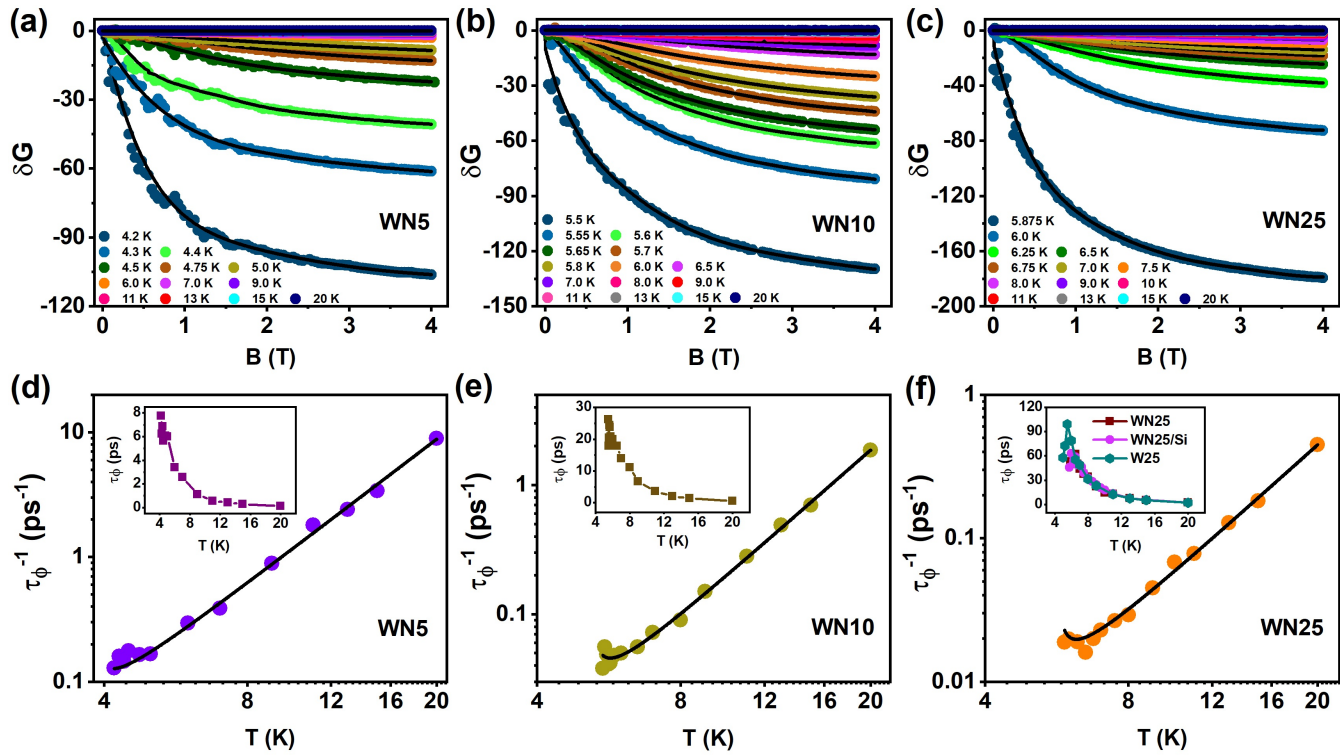 (a)
0
-30
-60
-90
-120
δG
WN5
4.2 K
4.3 K 4.4 K
4.5 K 4.75 K 5.0 K
6.0 K 7.0 K 9.0 K
11 K 13 K 15 K 20 K
0 1 2 3 4
B (T)
(b)
0
-30
-60
-90
-120
-150
δG
WN10
5.5 K
5.55 K 5.6 K
5.65 K 5.7 K
5.8 K 6.0 K 6.5 K
7.0 K 8.0 K 9.0 K
11 K 13 K 15 K 20 K
0 1 2 3 4
B (T)
(c)
0
-40
-80
-120
-160
-200
δG
WN25
5.875 K
6.0 K
6.25 K 6.5 K
6.75 K 7.0 K 7.5 K
8.0 K 9.0 K 10 K
11 K 13 K 15 K 20 K
0 1 2 3 4
B (T)
(d)
10
1
0.1
τϕ⁻¹ (ps⁻¹)
8
6
4
2
0
τϕ (ps)
4 8 12 16 20
T (K)
WN5
4 8 12 16 20
T (K)
(e)
1
0.1
τϕ⁻¹ (ps⁻¹)
30
20
10
0
τϕ (ps)
4 8 12 16 20
T (K)
WN10
4 8 12 16 20
T (K)
(f)
1
0.1
0.01
τϕ⁻¹ (ps⁻¹)
120
90
60
30
0
τϕ (ps)
WN25
WN25/Si
W25
4 8 12 16 20
T (K)
WN25
4 8 12 16 20
T (K)